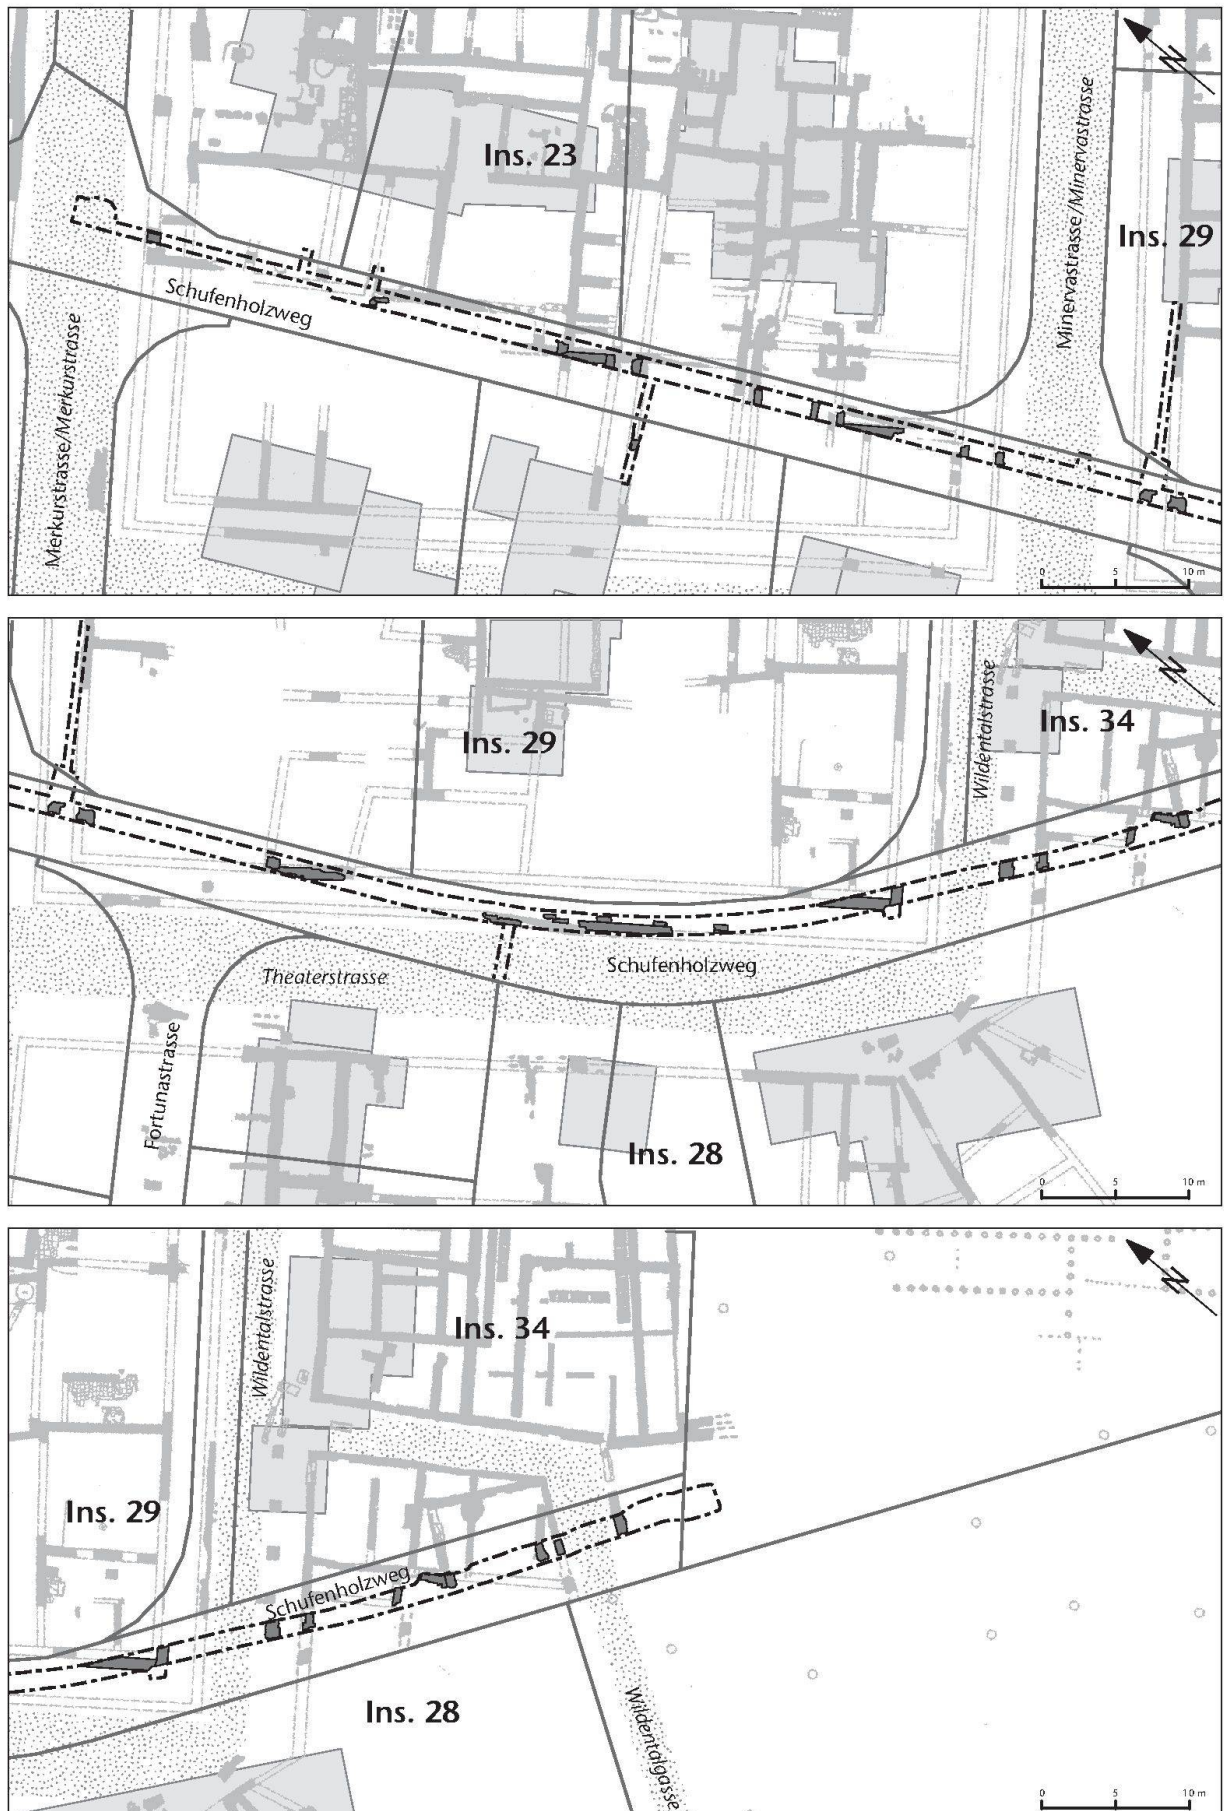 N
Ins. 23
Minervastrasse/Minervastrasse
Ins. 29
Schufenholzweg
Merkurstrasse/Merkurstrasse
0 5 10 m
N
Ins. 34
Wildentalstrasse
Ins. 29
Schufenholzweg
Theaterstrasse
Fortunastrasse
Ins. 28
0 5 10 m
N
Wildentalstrasse
Ins. 34
Ins. 29
Schufenholzweg
Ins. 28
Wildentalgasse
0 5 10 m